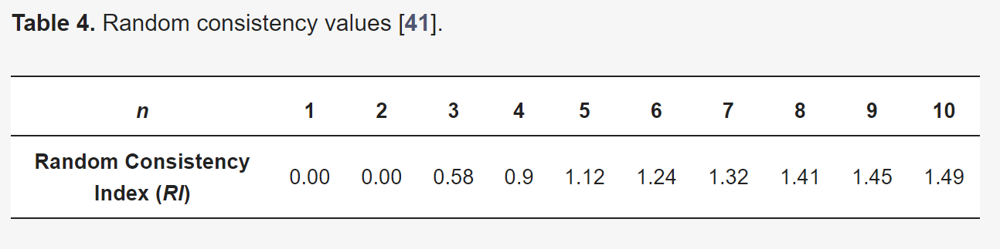 Table 4. Random consistency values [41].
n 1 2 3 4 5 6 7 8 9 10
Random Consistency
Index (RI) 0.00 0.00 0.58 0.9 1.12 1.24 1.32 1.41 1.45 1.49